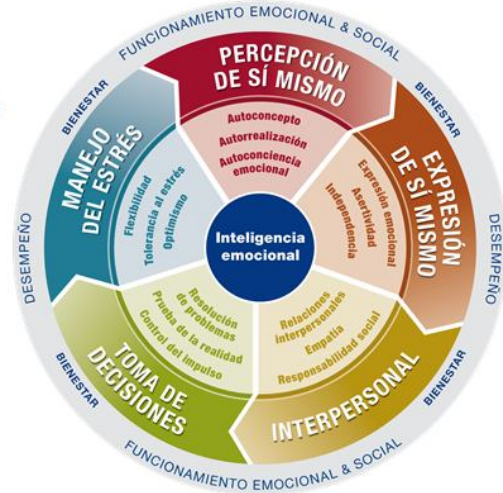 FUNCIONAMIENTO EMOCIONAL & SOCIAL
BIENESTAR
BIENESTAR
PERCEPCIÓN
DE SÍ MISMO
Autoconcepto
Autorrealización
Autoconciencia
emocional
EXPRESIÓN
DE SÍ MISMO
Expresión emocional
Asertividad
Independencia
DESEMPEÑO
INTERPERSONAL
Relaciones
interpersonales
Empatía
Responsabilidad social
BIENESTAR
TOMA DE
DECISIONES
Resolución
de problemas
Prueba de la realidad
Control del impulso
BIENESTAR
MANEJO
DEL ESTRÉS
Flexibilidad
Tolerancia al estrés
Optimismo
DESEMPEÑO
Inteligencia
emocional
FUNCIONAMIENTO EMOCIONAL & SOCIAL